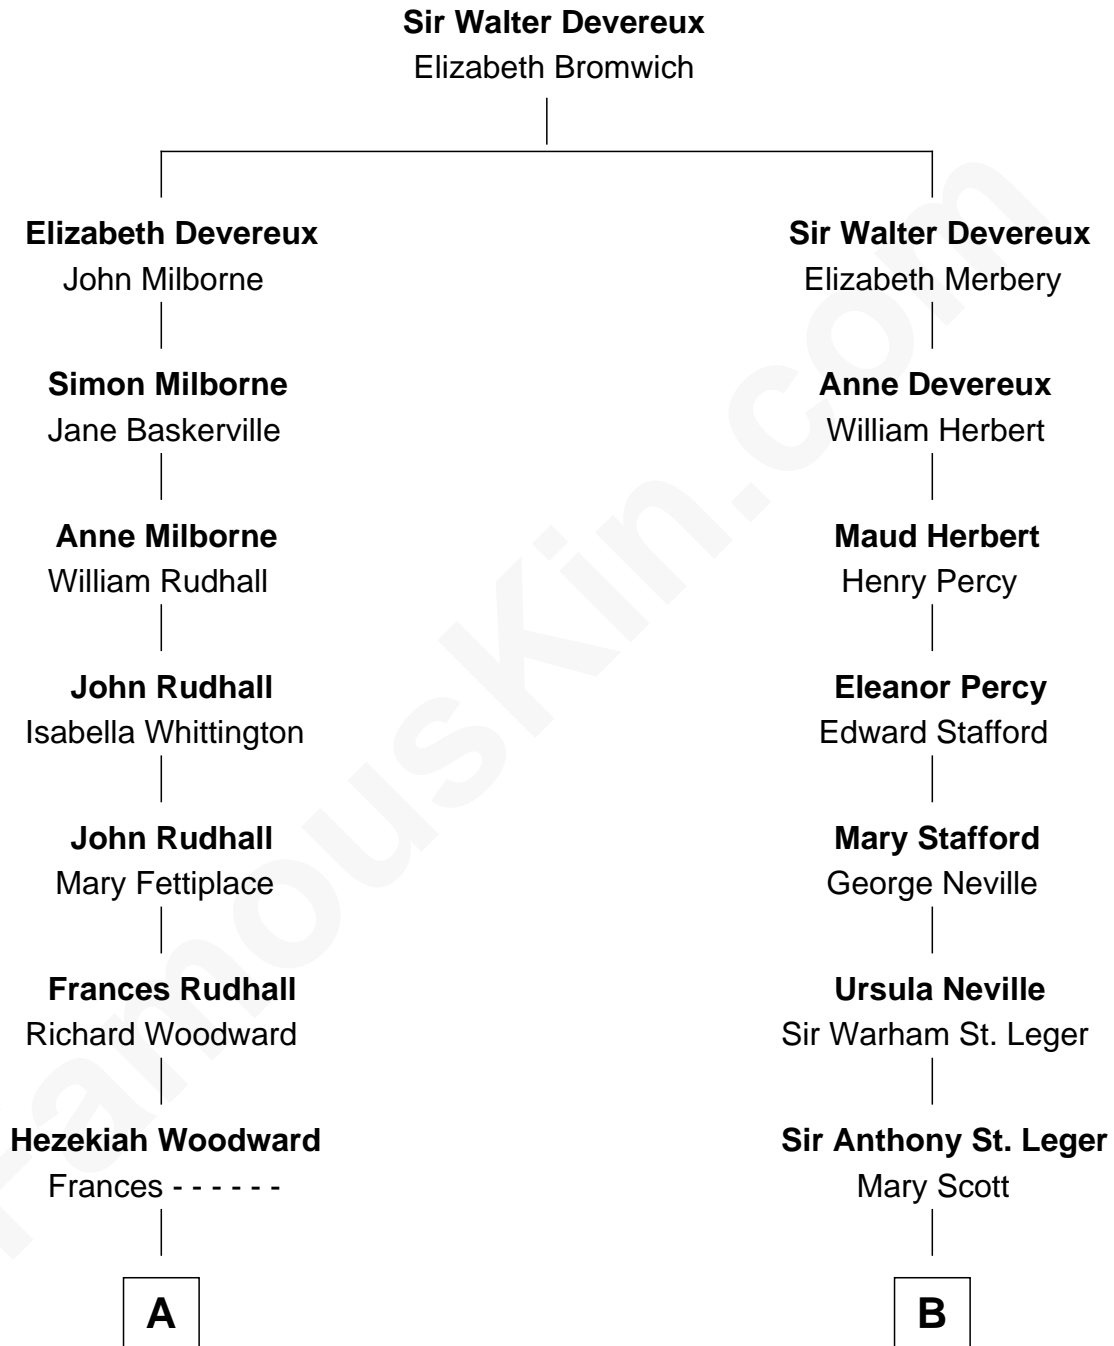 Sir Walter Devereux
Elizabeth Bromwich
Elizabeth Devereux
John Milborne
Sir Walter Devereux
Elizabeth Merbery
Simon Milborne
Jane Baskerville
Anne Devereux
William Herbert
Anne Milborne
William Rudhall
Maud Herbert
Henry Percy
John Rudhall
Isabella Whittington
Eleanor Percy
Edward Stafford
John Rudhall
Mary Fettiplace
Mary Stafford
George Neville
Frances Rudhall
Richard Woodward
Ursula Neville
Sir Warham St. Leger
Hezekiah Woodward
Frances - - - - - -
Sir Anthony St. Leger
Mary Scott
A
B
FamousKin.com